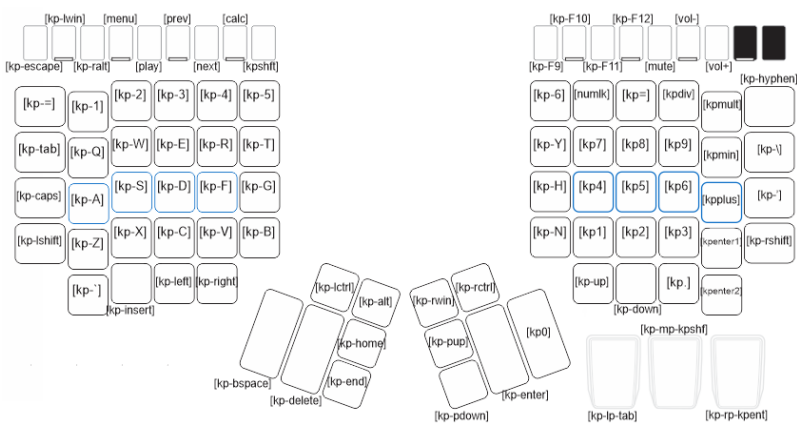 [kp-lwin] [menu] [prev] [calc] [kp-F10] [kp-F12] [vol-]
[kp-escape] [kp-ralt] [play] [next] [kpshft] [kp-F9] [kp-F11] [mute] [vol+]
[kp-hyphen]
[kp-=] [kp-1] [kp-2] [kp-3] [kp-4] [kp-5] [kp-6] [numlk] [kp=] [kpdiv] [kpmult]
[kp-tab] [kp-Q] [kp-W] [kp-E] [kp-R] [kp-T] [kp-Y] [kp7] [kp8] [kp9] [kpmin] [kp-\]
[kp-caps] [kp-A] [kp-S] [kp-D] [kp-F] [kp-G] [kp-H] [kp4] [kp5] [kp6] [kpplus] [kp-']
[kp-lshift] [kp-Z] [kp-X] [kp-C] [kp-V] [kp-B] [kp-N] [kp1] [kp2] [kp3] [kpenter1] [kp-rshift]
[kp-`] [kp-insert] [kp-left] [kp-right] [kp-up] [kp-down] [kp.] [kpenter2]
[kp-lctrl] [kp-alt] [kp-rwin] [kp-rctrl]
[kp-home] [kp-pup] [kp0] [kp-mp-kpshf]
[kp-bspace] [kp-end] [kp-enter]
[kp-delete] [kp-pdown] [kp-lp-tab] [kp-rp-kpent]